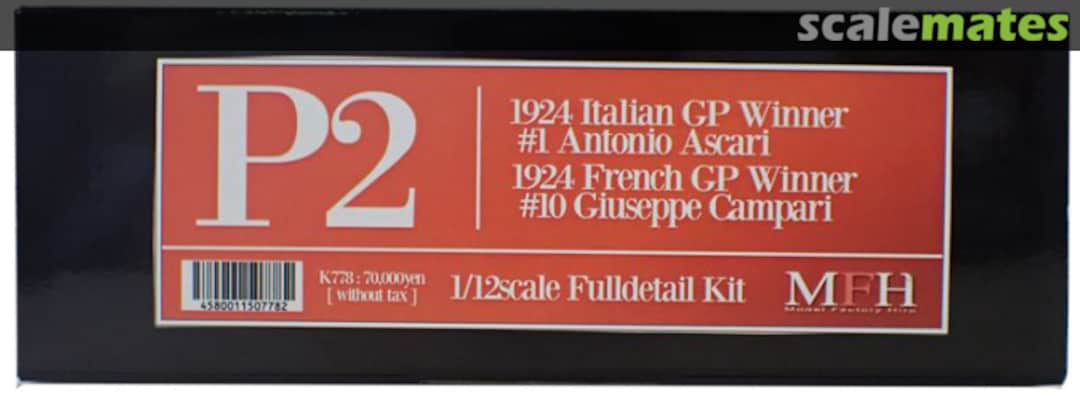 scalemates
P2
1924 Italian GP Winner
#1 Antonio Ascari
1924 French GP Winner
#10 Giuseppe Campari
4580011507782
K778 : 70,000yen
[ without tax ]
1/12scale Fulldetail Kit
MFH
Model Factory Hiro